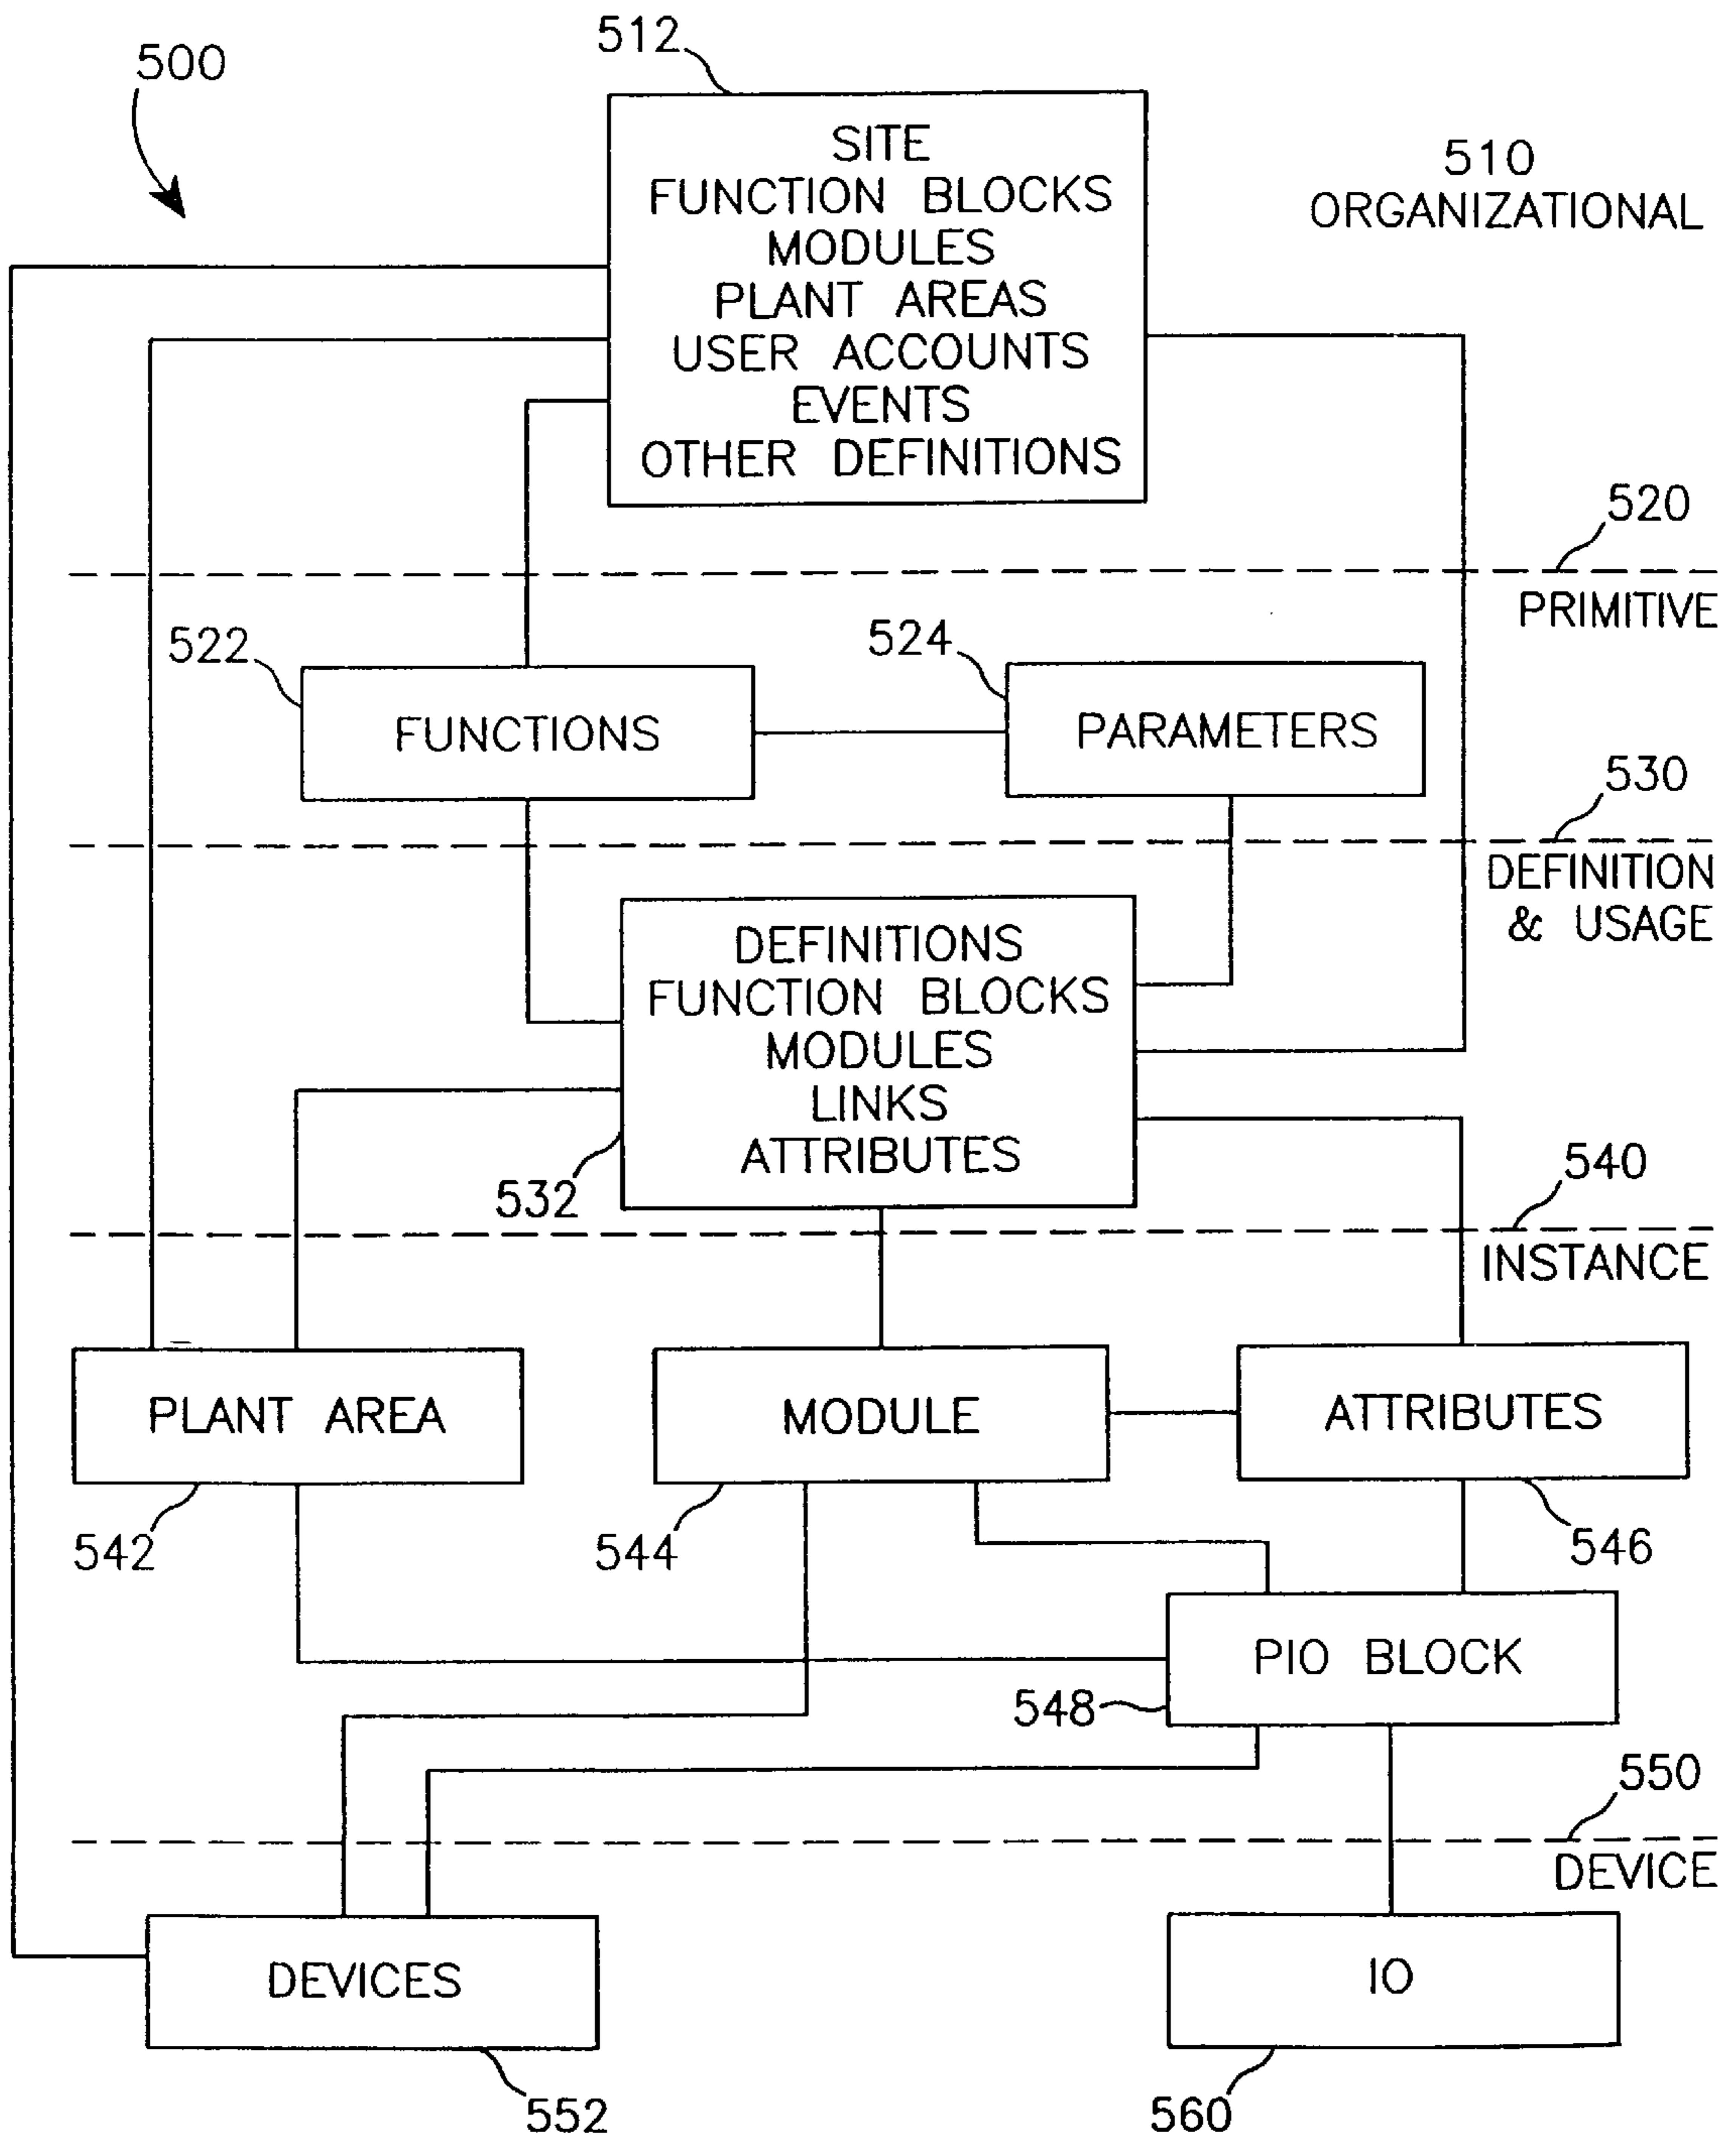 512
500
SITE
FUNCTION BLOCKS
MODULES
PLANT AREAS
USER ACCOUNTS
EVENTS
OTHER DEFINITIONS
510
ORGANIZATIONAL
520
PRIMITIVE
522
FUNCTIONS
524
PARAMETERS
530
DEFINITION
& USAGE
DEFINITIONS
FUNCTION BLOCKS
MODULES
LINKS
ATTRIBUTES
532
540
INSTANCE
PLANT AREA
MODULE
ATTRIBUTES
542
544
546
PIO BLOCK
548
550
DEVICE
DEVICES
IO
552
560